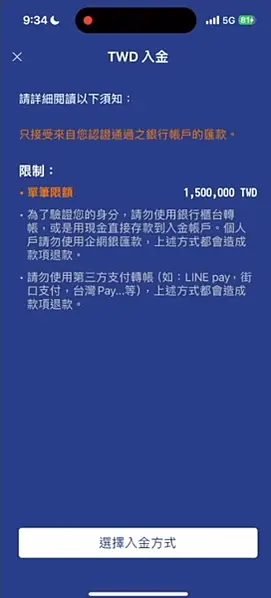 9:34
5G 81
TWD 入金
請詳細閱讀以下須知：
只接受來自您認證通過之銀行帳戶的匯款。
限制：
• 單筆限額 1,500,000 TWD
• 為了驗證您的身分，請勿使用銀行櫃台轉
帳，或是用現金直接存款到入金帳戶。個人
戶請勿使用企網銀匯款，上述方式都會造成
款項退款。
• 請勿使用第三方支付轉帳 (如：LINE pay，街
口支付，台灣 Pay...等)，上述方式都會造成
款項退款。
選擇入金方式